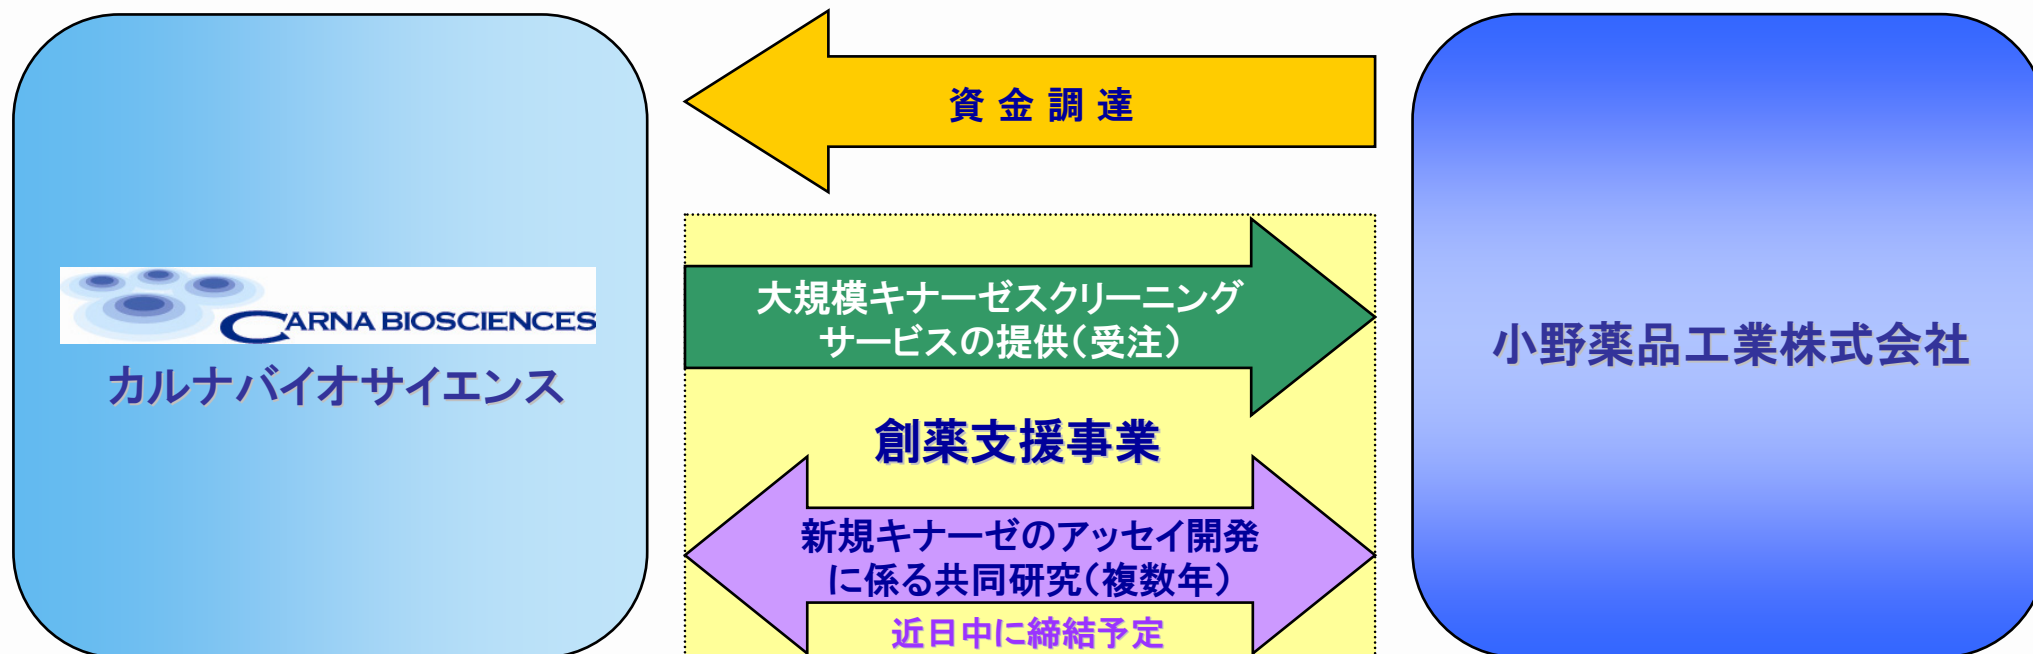 資金調達
CARNA BIOSCIENCES
カルナバイオサイエンス
大規模キナーゼスクリーニング
サービスの提供(受注)
創薬支援事業
新規キナーゼのアッセイ開発
に係る共同研究(複数年)
近日中に締結予定
小野薬品工業株式会社